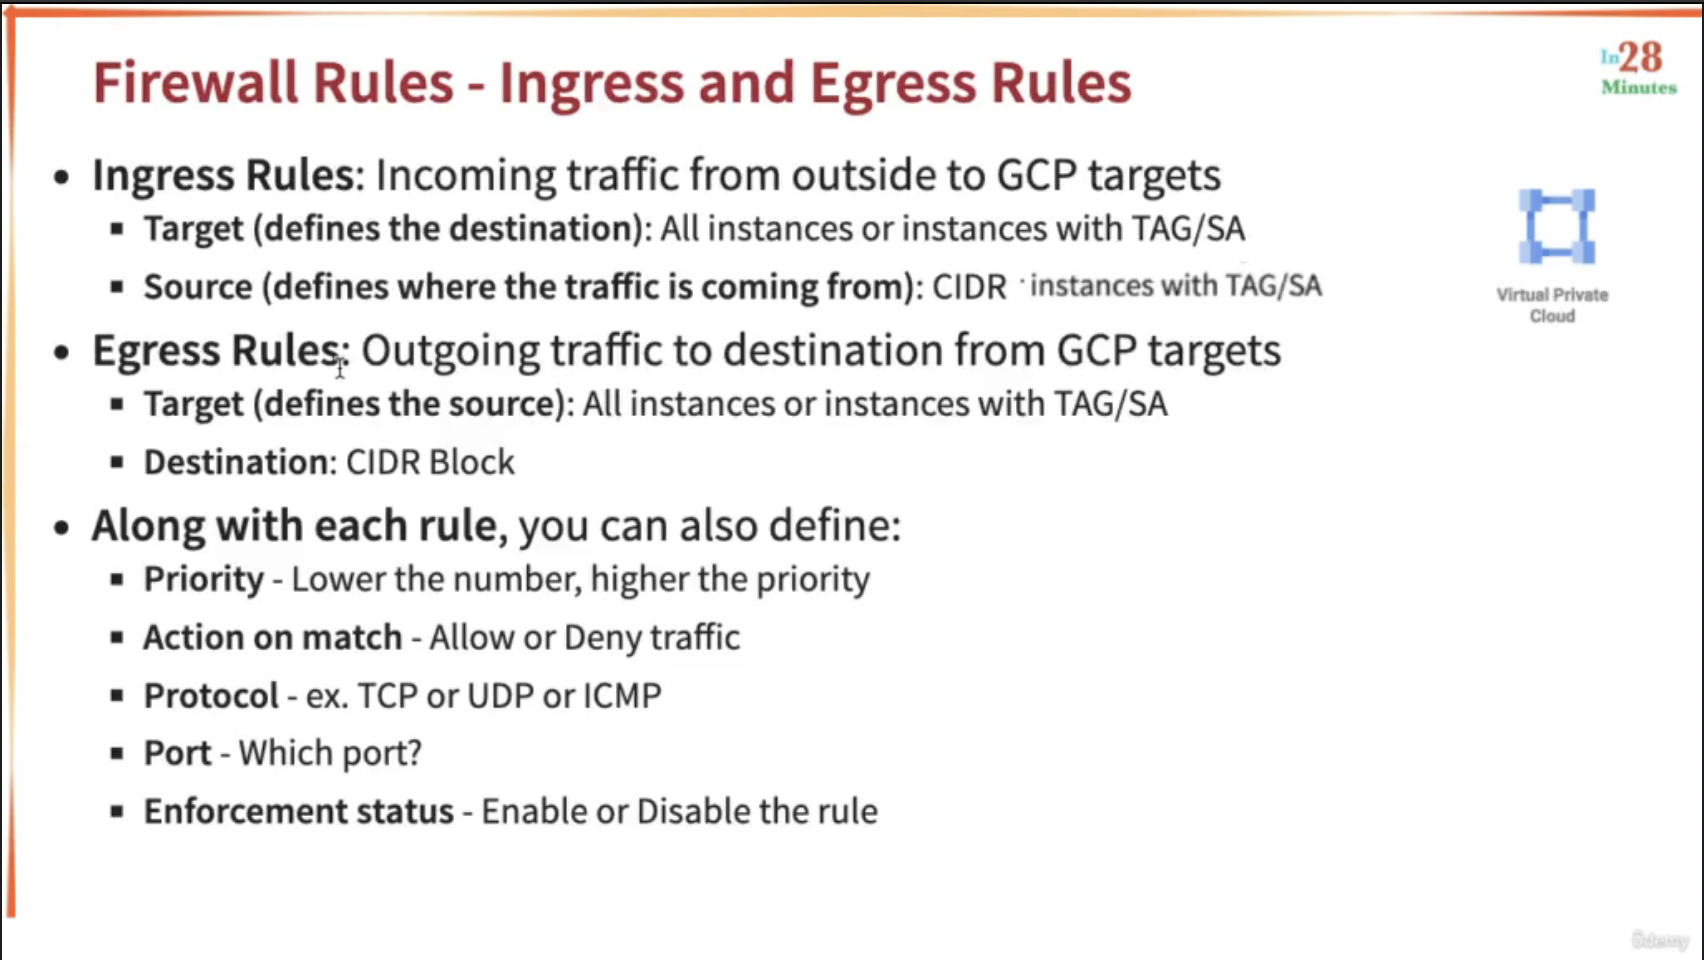 Firewall Rules - Ingress and Egress Rules
In28
Minutes
• Ingress Rules: Incoming traffic from outside to GCP targets
▪ Target (defines the destination): All instances or instances with TAG/SA
▪ Source (defines where the traffic is coming from): CIDR instances with TAG/SA
Virtual Private
Cloud
• Egress Rules: Outgoing traffic to destination from GCP targets
▪ Target (defines the source): All instances or instances with TAG/SA
▪ Destination: CIDR Block
• Along with each rule, you can also define:
▪ Priority - Lower the number, higher the priority
▪ Action on match - Allow or Deny traffic
▪ Protocol - ex. TCP or UDP or ICMP
▪ Port - Which port?
▪ Enforcement status - Enable or Disable the rule
ûdemy